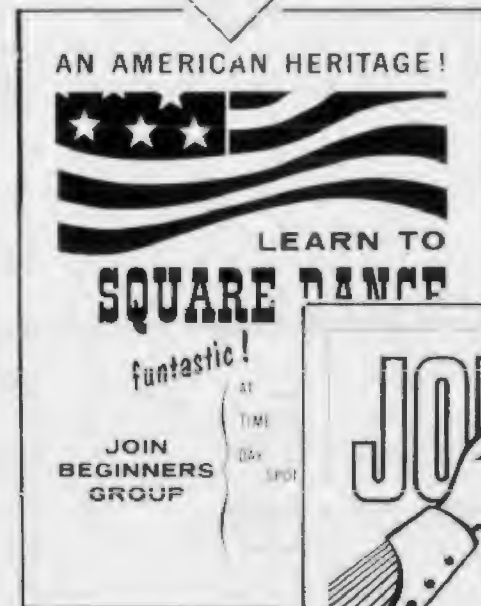 AN AMERICAN HERITAGE!
LEARN TO
SQUARE DANCE
funtastic!
AT
TIME
DAY
SPOT
JOIN
BEGINNERS
GROUP